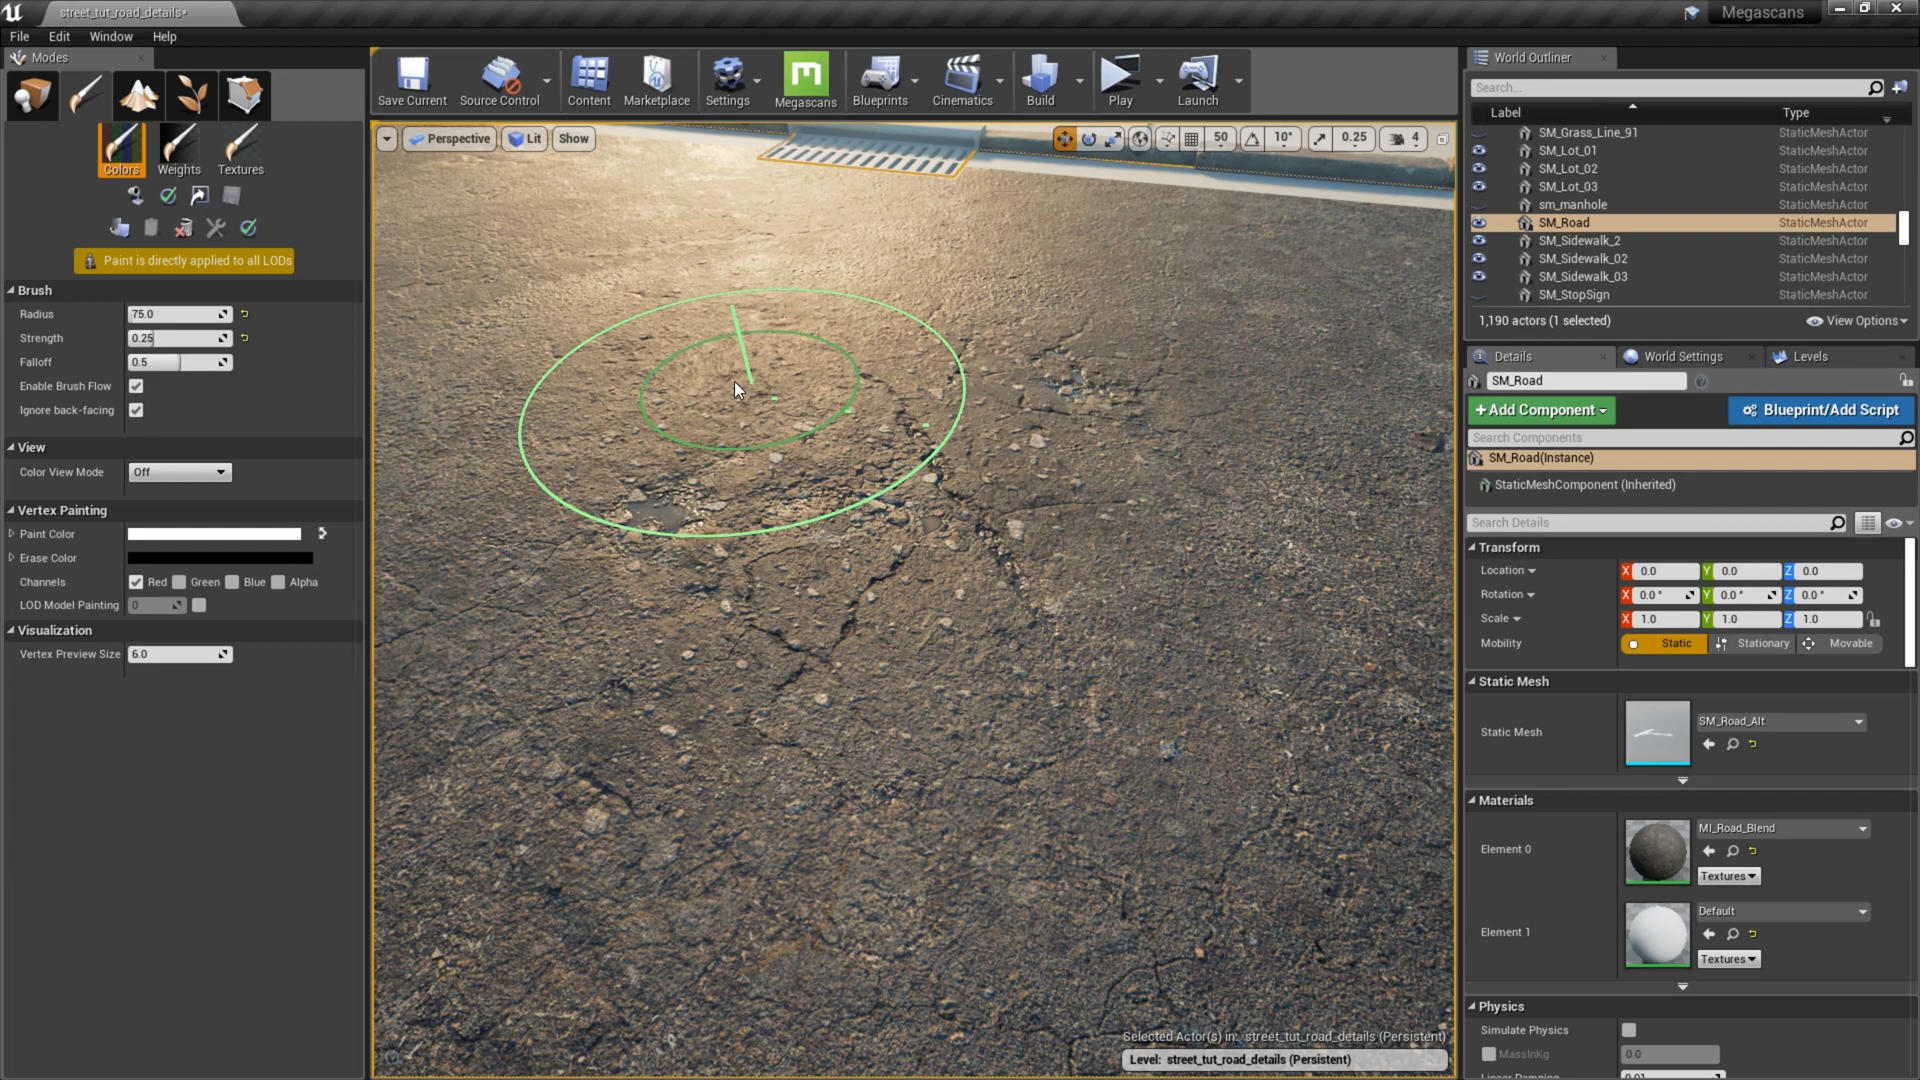 street_tut_road_details*
Megascans
File Edit Window Help
Modes
Save Current
Source Control
Content
Marketplace
Settings
Megascans
Blueprints
Cinematics
Build
Play
Launch
World Outliner
Search...
Label Type
SM_Grass_Line_91 StaticMeshActor
SM_Lot_01 StaticMeshActor
SM_Lot_02 StaticMeshActor
SM_Lot_03 StaticMeshActor
sm_manhole StaticMeshActor
SM_Road StaticMeshActor
SM_Sidewalk_2 StaticMeshActor
SM_Sidewalk_02 StaticMeshActor
SM_Sidewalk_03 StaticMeshActor
SM_StopSign StaticMeshActor
1,190 actors (1 selected) View Options
Perspective Lit Show
50 10° 0.25 4
Colors Weights Textures
Paint is directly applied to all LODs
Brush
Radius 75.0
Strength 0.25
Falloff 0.5
Enable Brush Flow
Ignore back-facing
View
Color View Mode Off
Vertex Painting
Paint Color
Erase Color
Channels Red Green Blue Alpha
LOD Model Painting 0
Visualization
Vertex Preview Size 6.0
Details World Settings Levels
SM_Road
+Add Component Blueprint/Add Script
Search Components
SM_Road(Instance)
StaticMeshComponent (Inherited)
Search Details
Transform
Location X 0.0 Y 0.0 Z 0.0
Rotation X 0.0 ° Y 0.0 ° Z 0.0 °
Scale X 1.0 Y 1.0 Z 1.0
Mobility Static Stationary Movable
Static Mesh
Static Mesh SM_Road_Alt
Materials
Element 0 MI_Road_Blend
Textures
Element 1 Default
Textures
Physics
Simulate Physics
MassInKg 0.0
Linear Damping 0.01
Selected Actor(s) in: street_tut_road_details (Persistent)
Level: street_tut_road_details (Persistent)